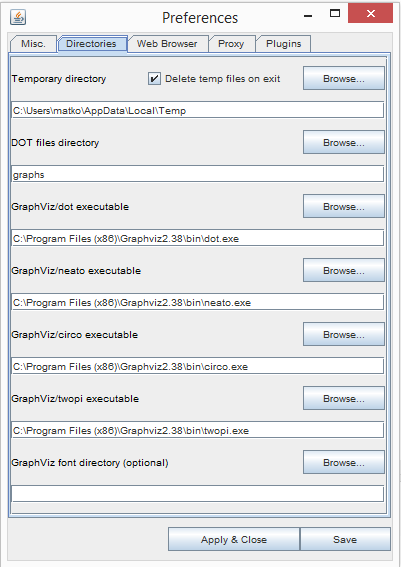 Preferences
Misc. Directories Web Browser Proxy Plugins
Temporary directory Delete temp files on exit Browse...
C:\Users\matko\AppData\Local\Temp
DOT files directory Browse...
graphs
GraphViz/dot executable Browse...
C:\Program Files (x86)\Graphviz2.38\bin\dot.exe
GraphViz/neato executable Browse...
C:\Program Files (x86)\Graphviz2.38\bin\neato.exe
GraphViz/circo executable Browse...
C:\Program Files (x86)\Graphviz2.38\bin\circo.exe
GraphViz/twopi executable Browse...
C:\Program Files (x86)\Graphviz2.38\bin\twopi.exe
GraphViz font directory (optional) Browse...
Apply & Close Save